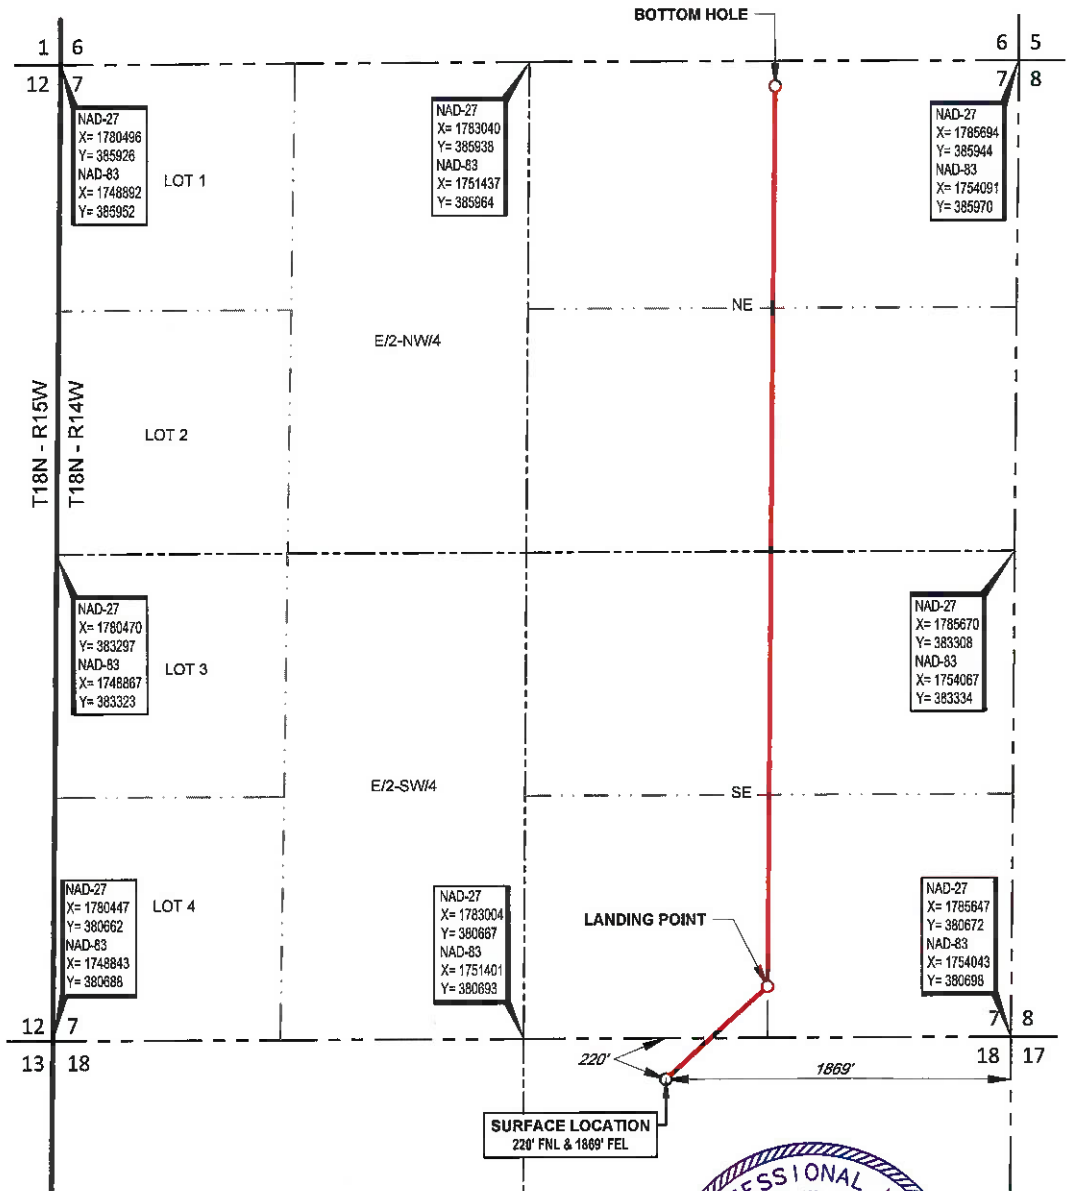 BOTTOM HOLE
1 6
12 7
6 5
7 8
NAD-27
X= 1780496
Y= 385926
NAD-83
X= 1748892
Y= 385952
LOT 1
NAD-27
X= 1783040
Y= 385938
NAD-83
X= 1751437
Y= 385964
NAD-27
X= 1785694
Y= 385944
NAD-83
X= 1754091
Y= 385970
NE
E/2-NW/4
T18N - R15W
T18N - R14W
LOT 2
NAD-27
X= 1780470
Y= 383297
NAD-83
X= 1748867
Y= 383323
LOT 3
NAD-27
X= 1785670
Y= 383308
NAD-83
X= 1754067
Y= 383334
E/2-SW/4
SE
NAD-27
X= 1780447
Y= 380662
NAD-83
X= 1748843
Y= 380688
LOT 4
NAD-27
X= 1783004
Y= 380667
NAD-83
X= 1751401
Y= 380693
LANDING POINT
NAD-27
X= 1785647
Y= 380672
NAD-83
X= 1754043
Y= 380698
12 7
13 18
7 8
18 17
220'
1869'
SURFACE LOCATION
220' FNL & 1869' FEL
ESSIONAL